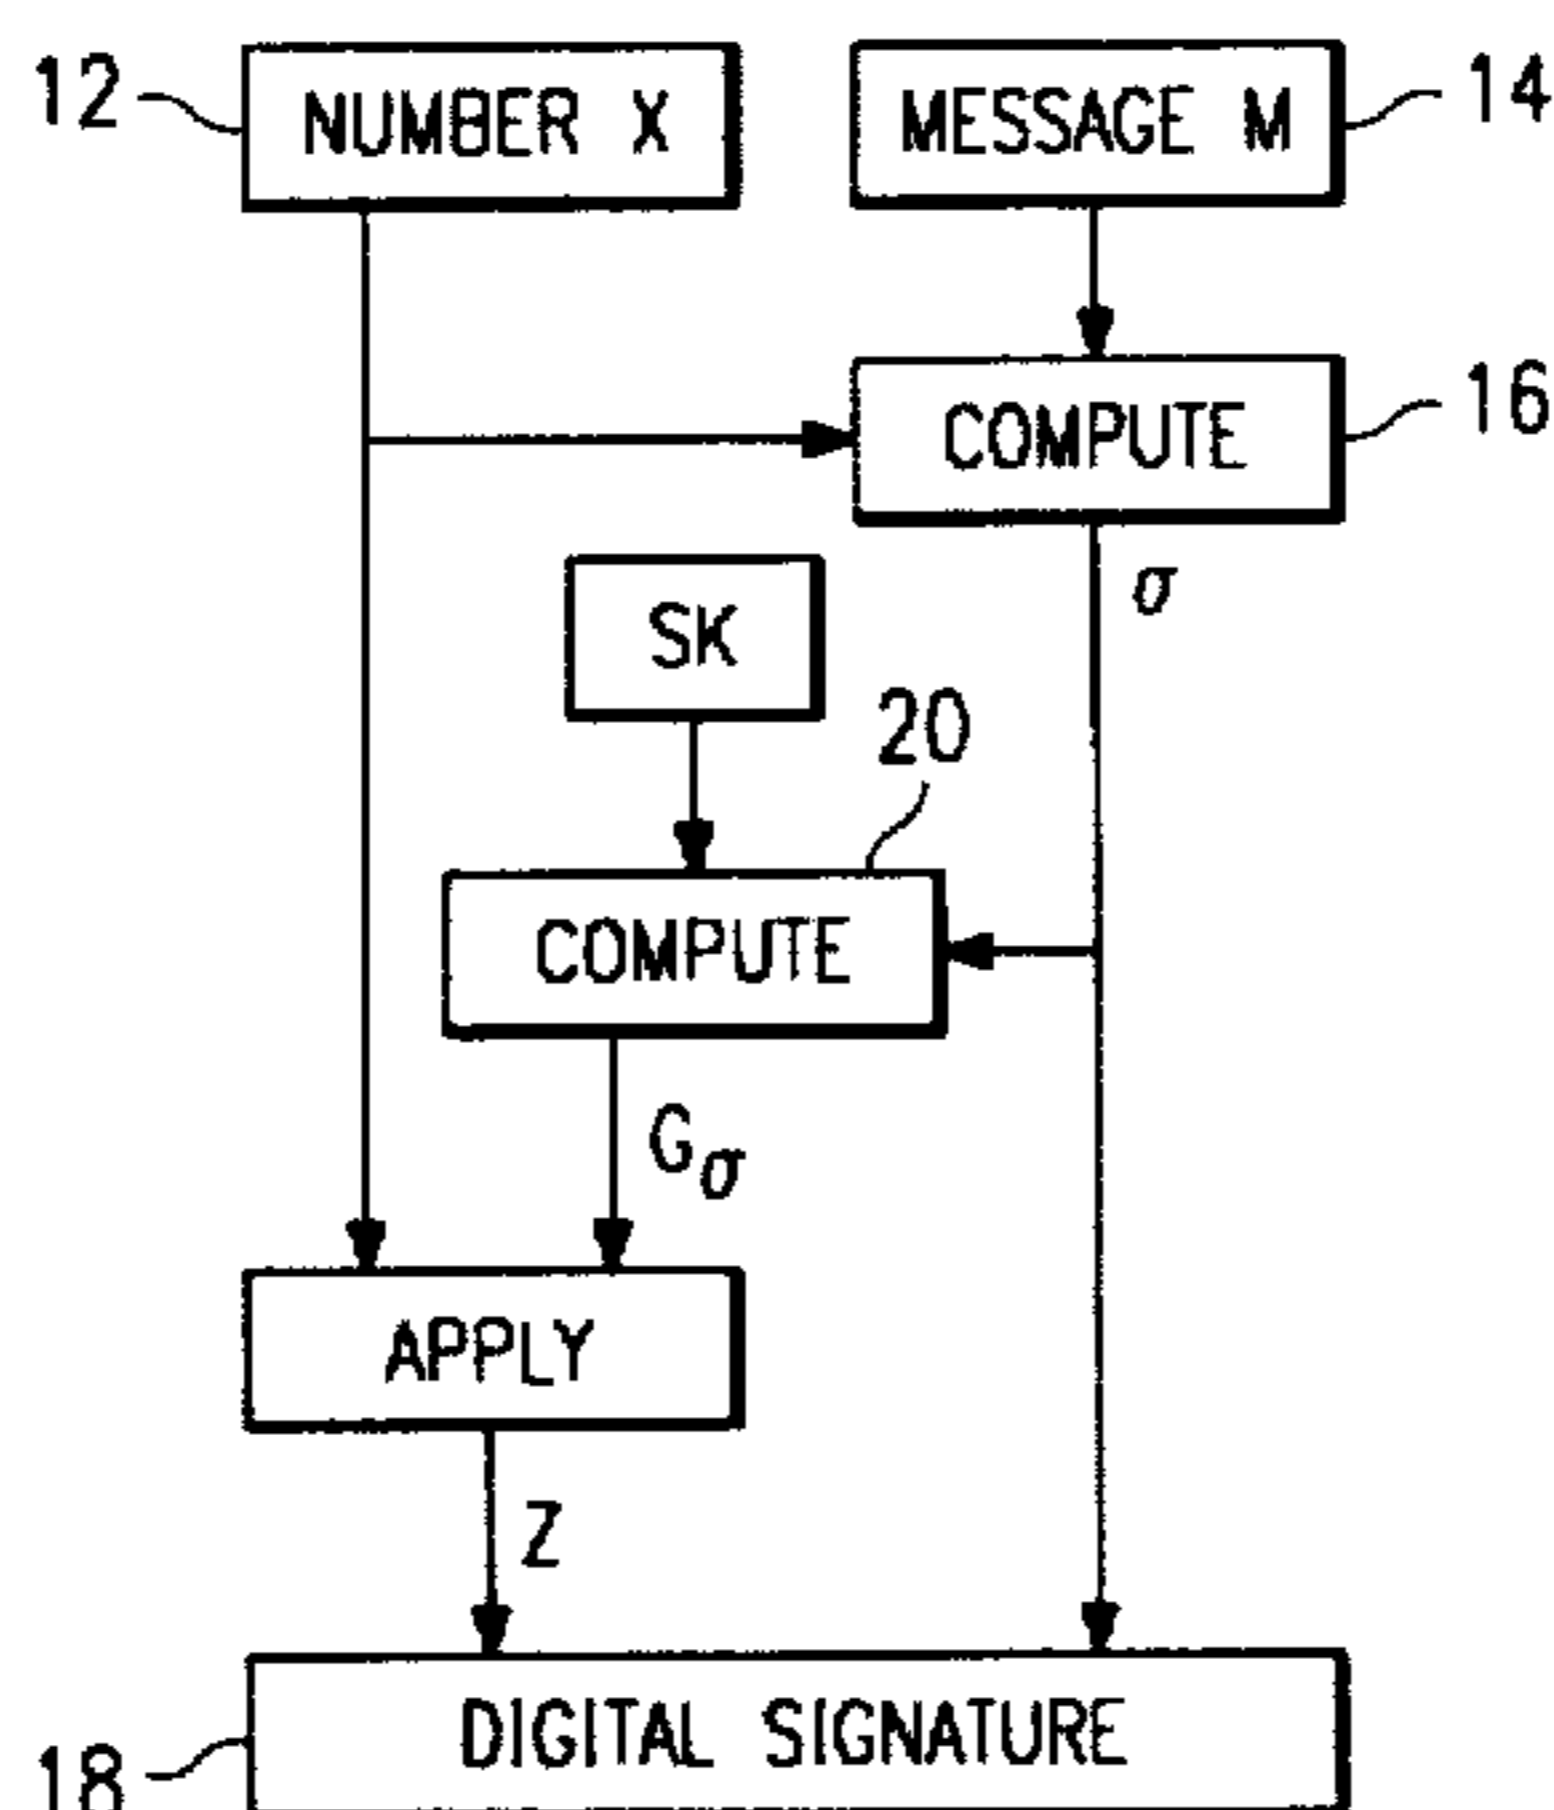 12 NUMBER X MESSAGE M 14
COMPUTE 16
σ
SK
20
COMPUTE
Gσ
APPLY
Z
DIGITAL SIGNATURE
18